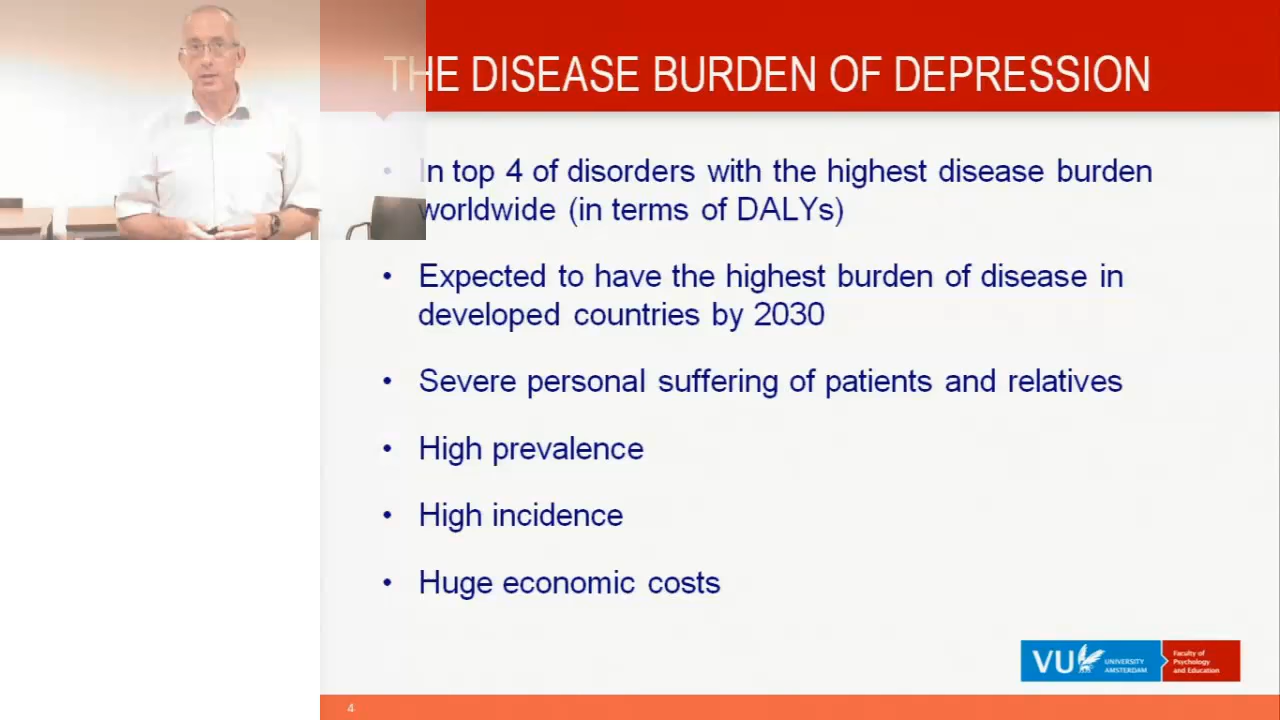 THE DISEASE BURDEN OF DEPRESSION
• In top 4 of disorders with the highest disease burden
worldwide (in terms of DALYs)
• Expected to have the highest burden of disease in
developed countries by 2030
• Severe personal suffering of patients and relatives
• High prevalence
• High incidence
• Huge economic costs
VU UNIVERSITY
AMSTERDAM
Faculty of
Psychology
and Education
4